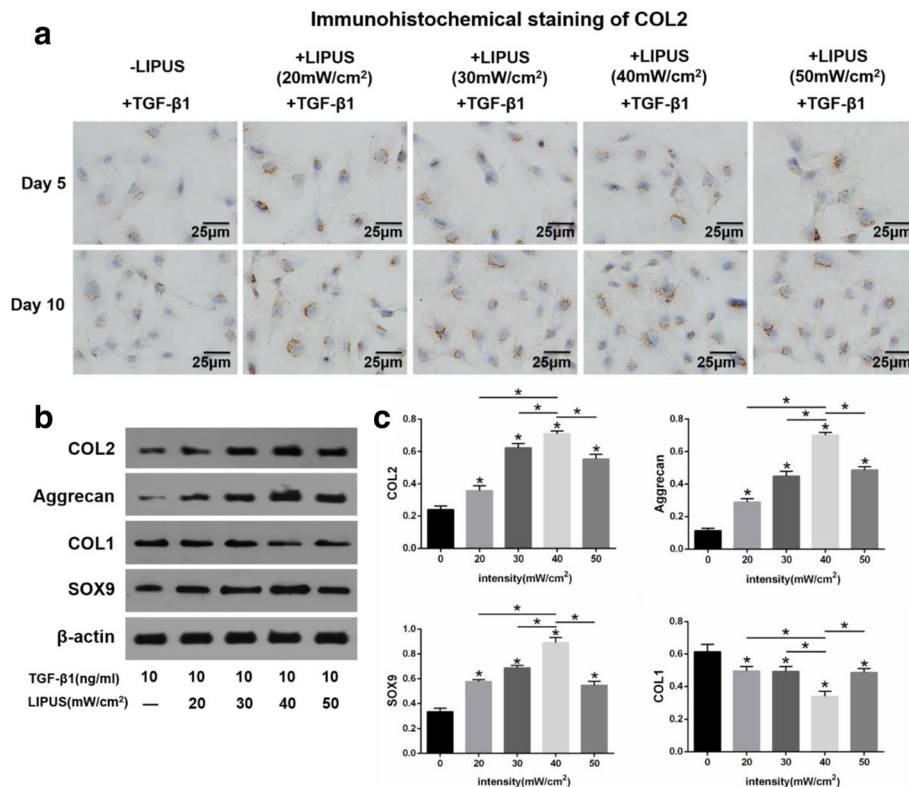 Immunohistochemical staining of COL2
a
-LIPUS
+TGF-β1
+LIPUS
(20mW/cm²)
+TGF-β1
+LIPUS
(30mW/cm²)
+TGF-β1
+LIPUS
(40mW/cm²)
+TGF-β1
+LIPUS
(50mW/cm²)
+TGF-β1
Day 5
25μm 25μm 25μm 25μm 25μm
Day 10
25μm 25μm 25μm 25μm 25μm
b
COL2
Aggrecan
COL1
SOX9
β-actin
TGF-β1(ng/ml) 10 10 10 10 10
LIPUS(mW/cm²) — 20 30 40 50
c
COL2
0.8
0.6
0.4
0.2
0.0
* * * * * * *
0 20 30 40 50
intensity(mW/cm²)
Aggrecan
0.8
0.6
0.4
0.2
0.0
* * * * * * *
0 20 30 40 50
intensity(mW/cm²)
SOX9
1.0
0.8
0.6
0.4
0.2
0.0
* * * * * * *
0 20 30 40 50
intensity(mW/cm²)
COL1
0.8
0.6
0.4
0.2
0.0
* * * * * * *
0 20 30 40 50
intensity(mW/cm²)